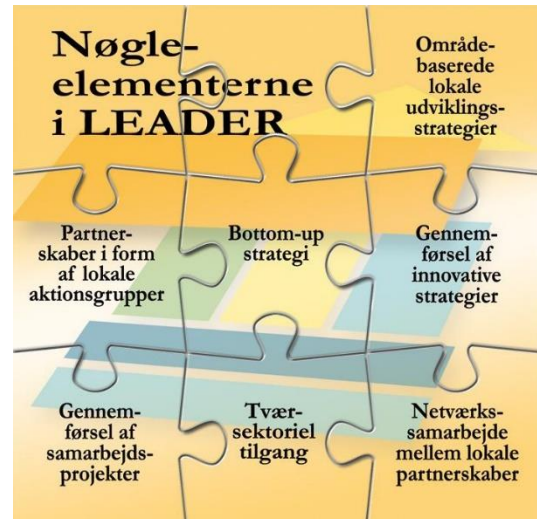 Nøgle-
elementerne
i LEADER
Område-
baserede
lokale
udviklings-
strategier
Partner-
skaber i form
af lokale
aktionsgrupper
Bottom-up
strategi
Gennem-
førsel af
innovative
strategier
Gennem-
førsel af
samarbejds-
projekter
Tvær-
sektoriel
tilgang
Netværks-
samarbejde
mellem lokale
partnerskaber